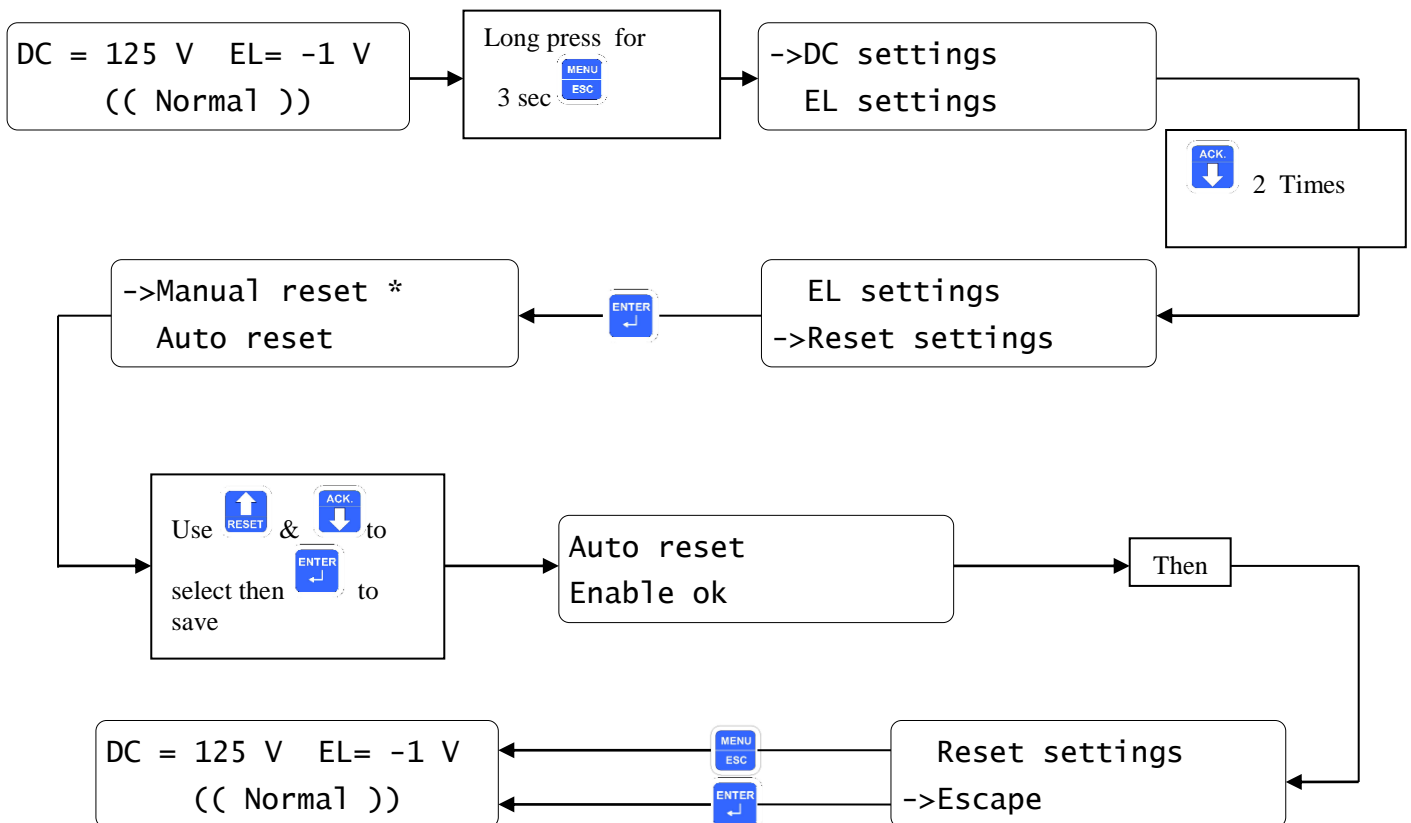 DC = 125 V EL= -1 V
(( Normal ))
Long press for
MENU
ESC
3 sec
->DC settings
EL settings
ACK.
2 Times
EL settings
->Reset settings
ENTER
->Manual reset *
Auto reset
Use RESET & ACK. to
select then ENTER to
save
Auto reset
Enable ok
Then
Reset settings
->Escape
MENU
ESC
ENTER
DC = 125 V EL= -1 V
(( Normal ))